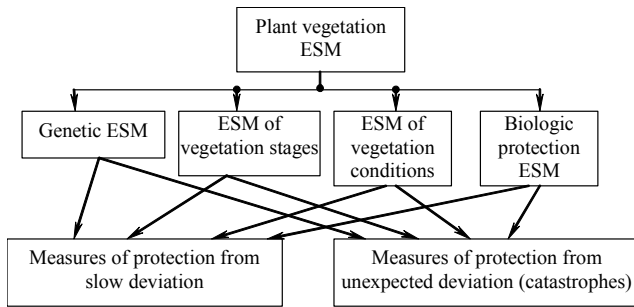 Plant vegetation
ESM
Genetic ESM
ESM of
vegetation stages
ESM of
vegetation
conditions
Biologic
protection
ESM
Measures of protection from
slow deviation
Measures of protection from
unexpected deviation (catastrophes)